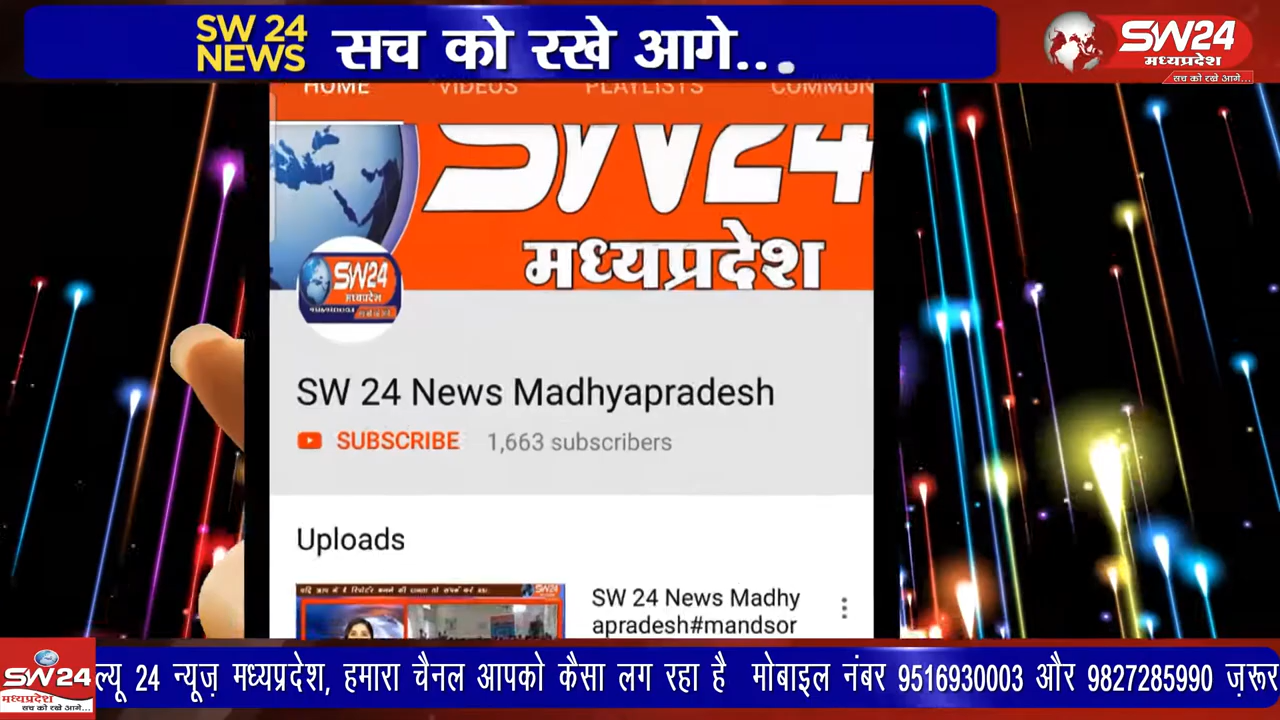 SW 24
NEWS
सच को रखे आगे...
SW24
मध्यप्रदेश
सच को रखे आगे...
HOME VIDEOS PLAYLISTS COMMUN
SW24
मध्यप्रदेश
SW24
मध्यप्रदेश
SW 24 News Madhyapradesh
SUBSCRIBE 1,663 subscribers
Uploads
SW 24 News Madhy
apradesh#mandsor
SW24
मध्यप्रदेश
सच को रखे आगे...
ल्यू 24 न्यूज़ मध्यप्रदेश, हमारा चैनल आपको कैसा लग रहा है मोबाइल नंबर 9516930003 और 9827285990 ज़रूर